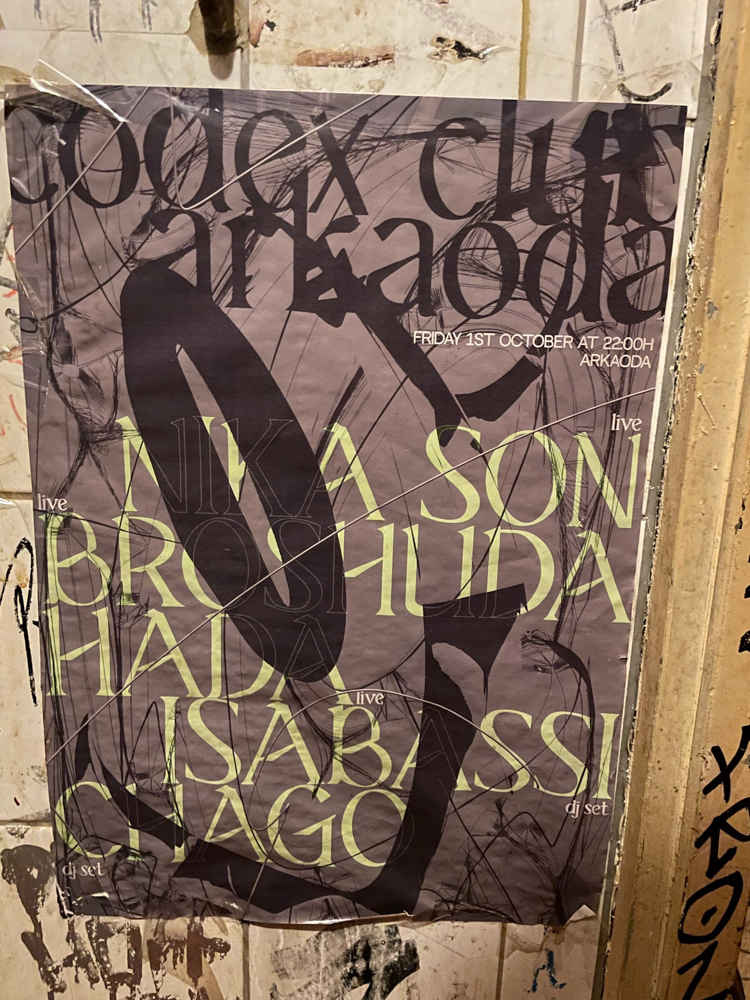 codex club
arkaoda
FRIDAY 1ST OCTOBER AT 22:00H
ARKAODA
live
NIKA SON
live
BROSHUDA
HADA
live
ISABASSI
CHAGO
dj set
dj set